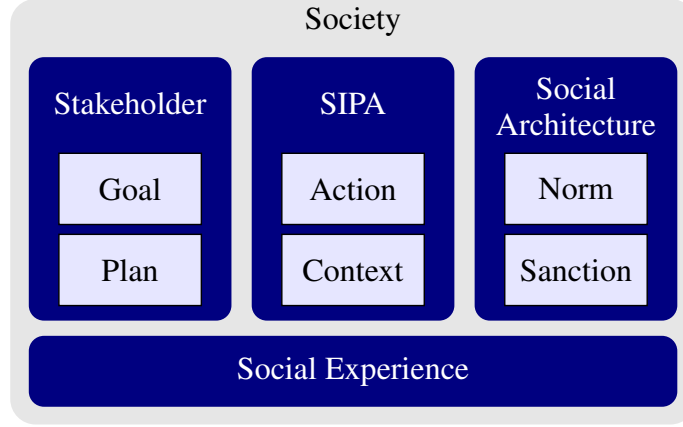 Society
Stakeholder
Goal
Plan
SIPA
Action
Context
Social
Architecture
Norm
Sanction
Social Experience